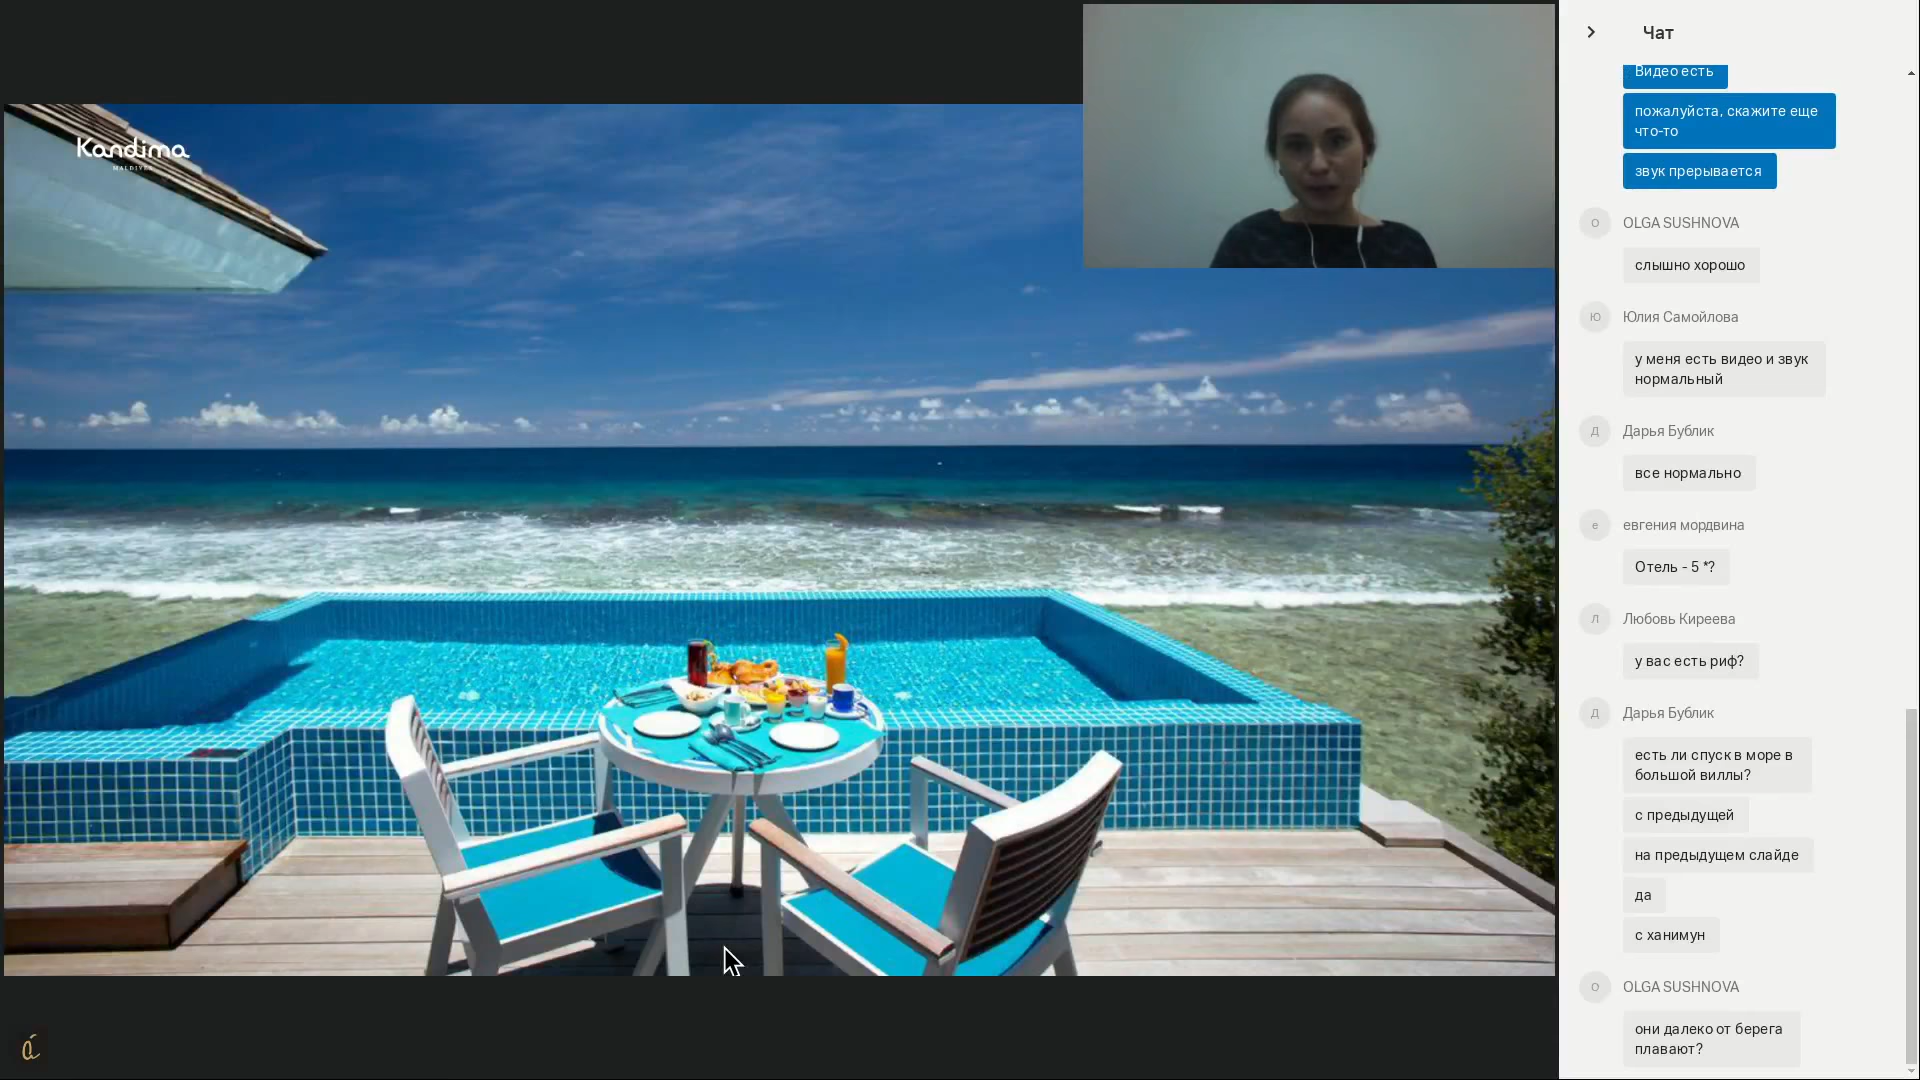 Kandima
MALDIVES
Чат
Видео есть
пожалуйста, скажите еще
что-то
звук прерывается
O
OLGA SUSHNOVA
слышно хорошо
Ю
Юлия Самойлова
у меня есть видео и звук
нормальный
Д
Дарья Бублик
все нормально
е
евгения мордвина
Отель - 5 *?
Л
Любовь Киреева
у вас есть риф?
Д
Дарья Бублик
есть ли спуск в море в
большой виллы?
с предыдущей
на предыдущем слайде
да
с ханимун
O
OLGA SUSHNOVA
они далеко от берега
плавают?
á